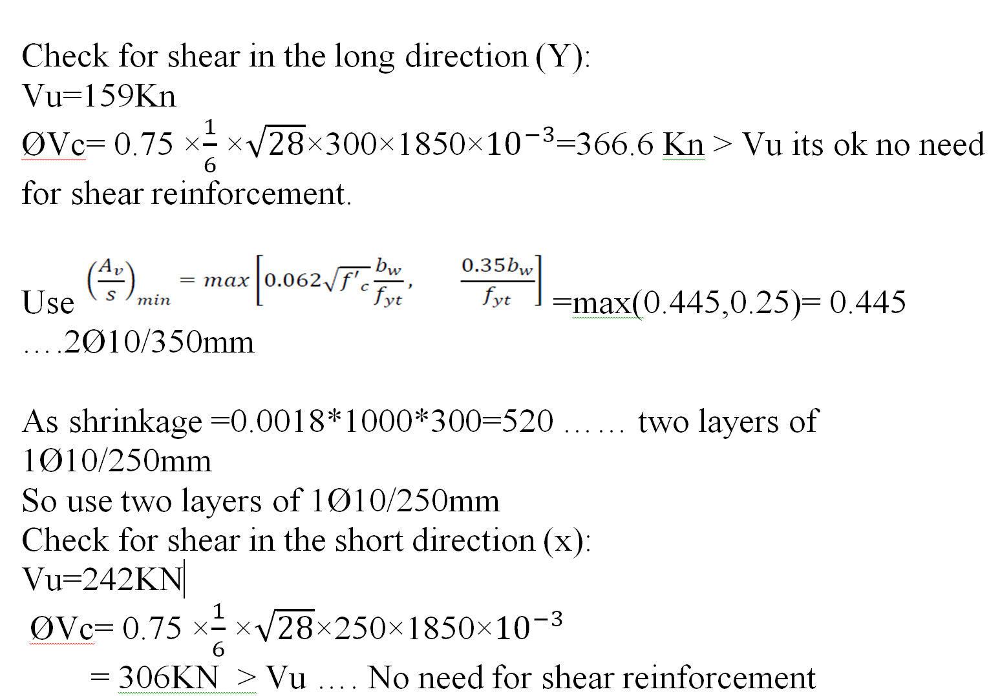 Check for shear in the long direction (Y):
Vu=159Kn
ØVc= 0.75 ×1/6 ×√28×300×1850×10⁻³=366.6 Kn > Vu its ok no need
for shear reinforcement.
Use (Av/s)min = max [0.062√f'c bw/fyt, 0.35bw/fyt] =max(0.445,0.25)= 0.445
….2Ø10/350mm
As shrinkage =0.0018*1000*300=520 …… two layers of
1Ø10/250mm
So use two layers of 1Ø10/250mm
Check for shear in the short direction (x):
Vu=242KN
ØVc= 0.75 ×1/6 ×√28×250×1850×10⁻³
= 306KN > Vu …. No need for shear reinforcement